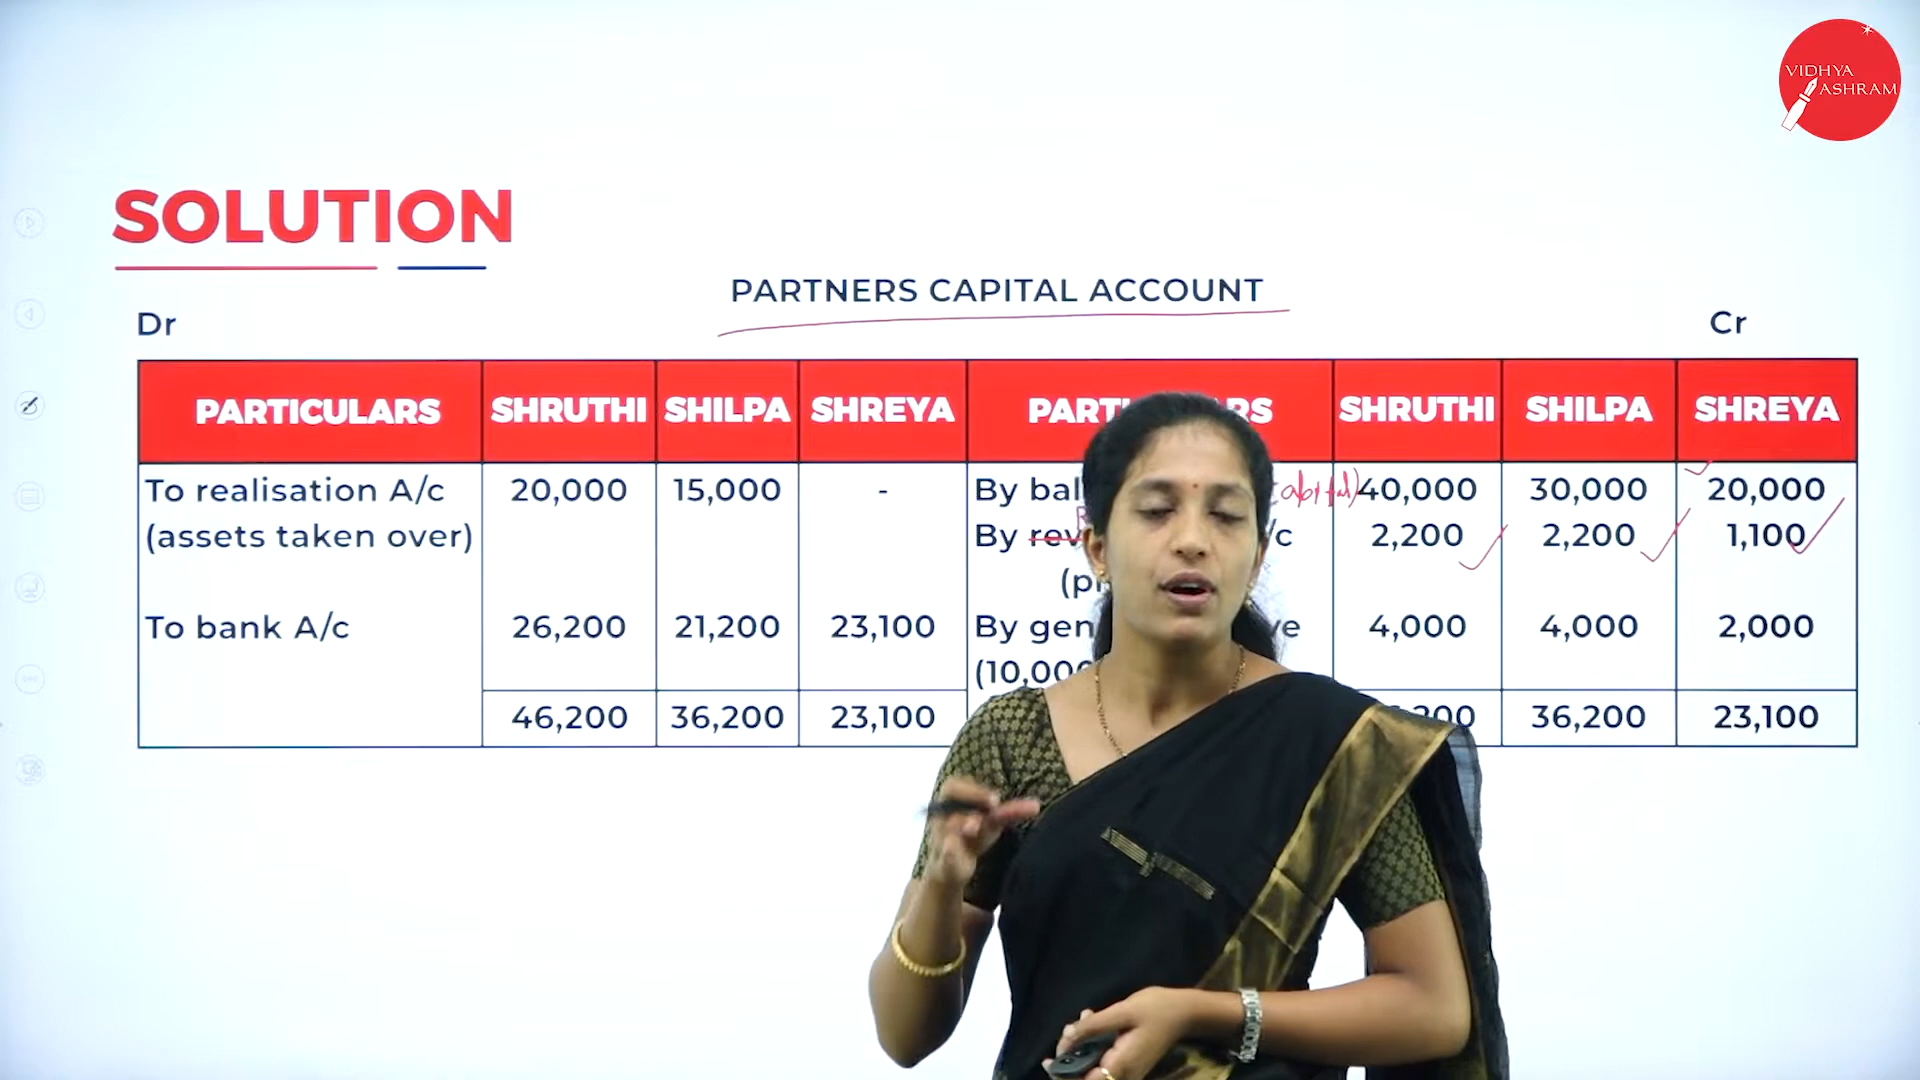 VIDHYA
ASHRAM
SOLUTION
PARTNERS CAPITAL ACCOUNT
Dr
Cr
PARTICULARS SHRUTHI SHILPA SHREYA SHRUTHI SHILPA SHREYA
To realisation A/c 20,000 15,000 - By 40,000 30,000 20,000
(assets taken over) By 2,200 2,200 1,100
To bank A/c 26,200 21,200 23,100 By 4,000 4,000 2,000
46,200 36,200 23,100 36,200 23,100